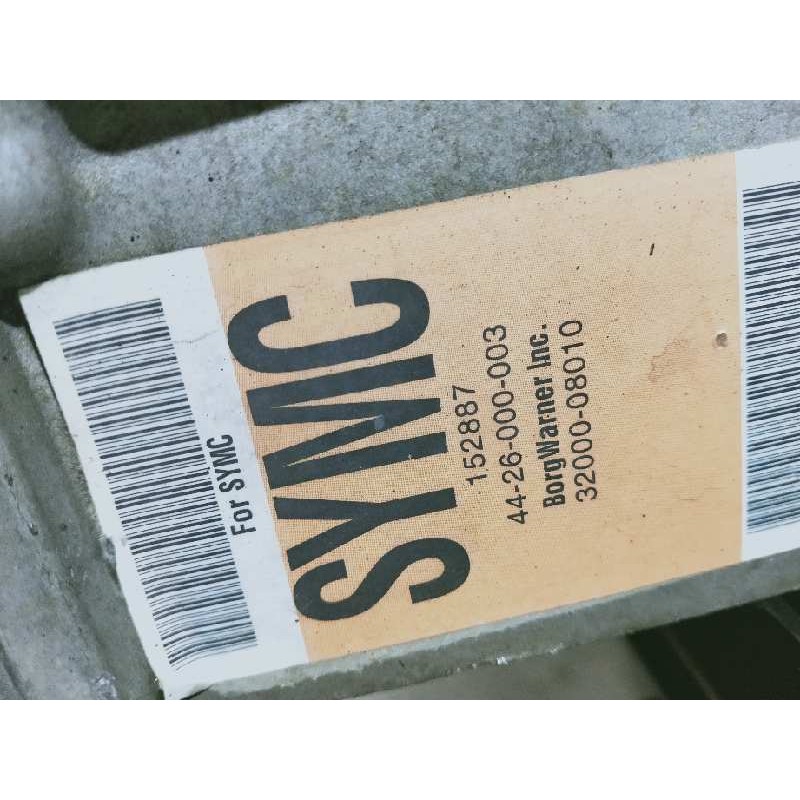 For SYMC
SYMC
152887
44-26-000-003
BorgWarner Inc.
32000-08010